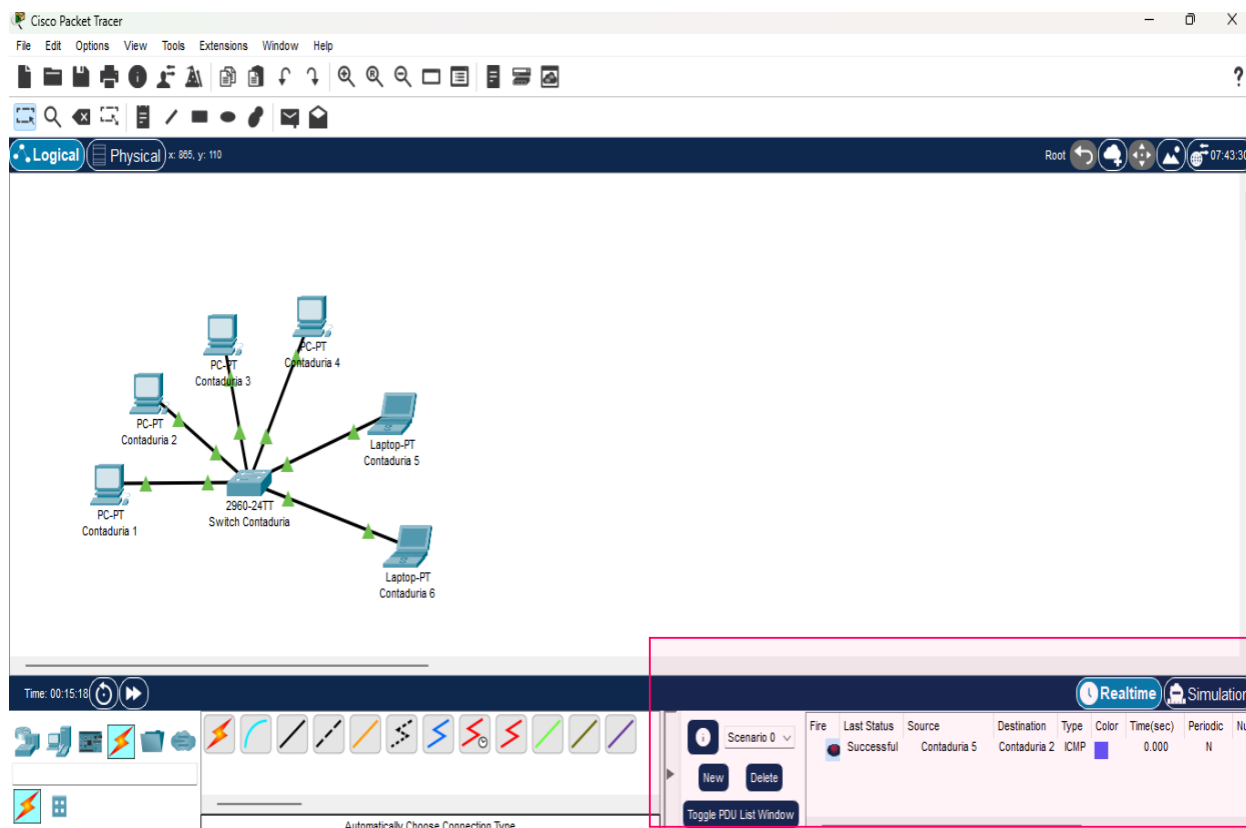 Cisco Packet Tracer
File Edit Options View Tools Extensions Window Help
?
Logical Physical x: 865, y: 110 Root 07:43:30
PC-PT
Contaduria 4
PC-PT
Contaduria 3
PC-PT
Contaduria 2
Laptop-PT
Contaduria 5
2960-24TT
Switch Contaduria
PC-PT
Contaduria 1
Laptop-PT
Contaduria 6
Time: 00:15:18 Realtime Simulation
Scenario 0
New Delete
Toggle PDU List Window
Fire Last Status Source Destination Type Color Time(sec) Periodic Nu
Successful Contaduria 5 Contaduria 2 ICMP 0.000 N
Automatically Choose Connection Type